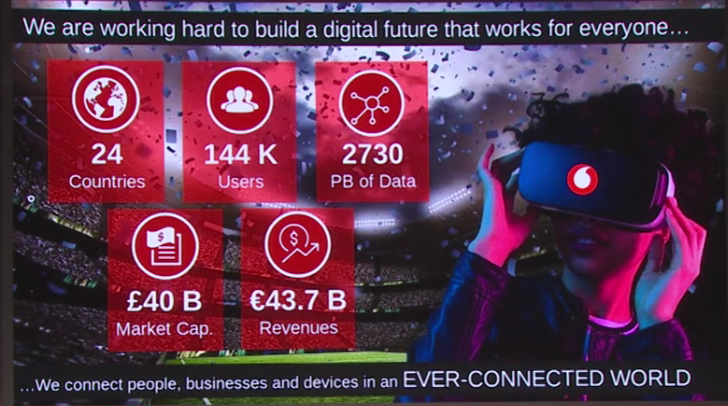 We are working hard to build a digital future that works for everyone...
24
Countries
144 K
Users
2730
PB of Data
£40 B
Market Cap.
€43.7 B
Revenues
...We connect people, businesses and devices in an EVER-CONNECTED WORLD